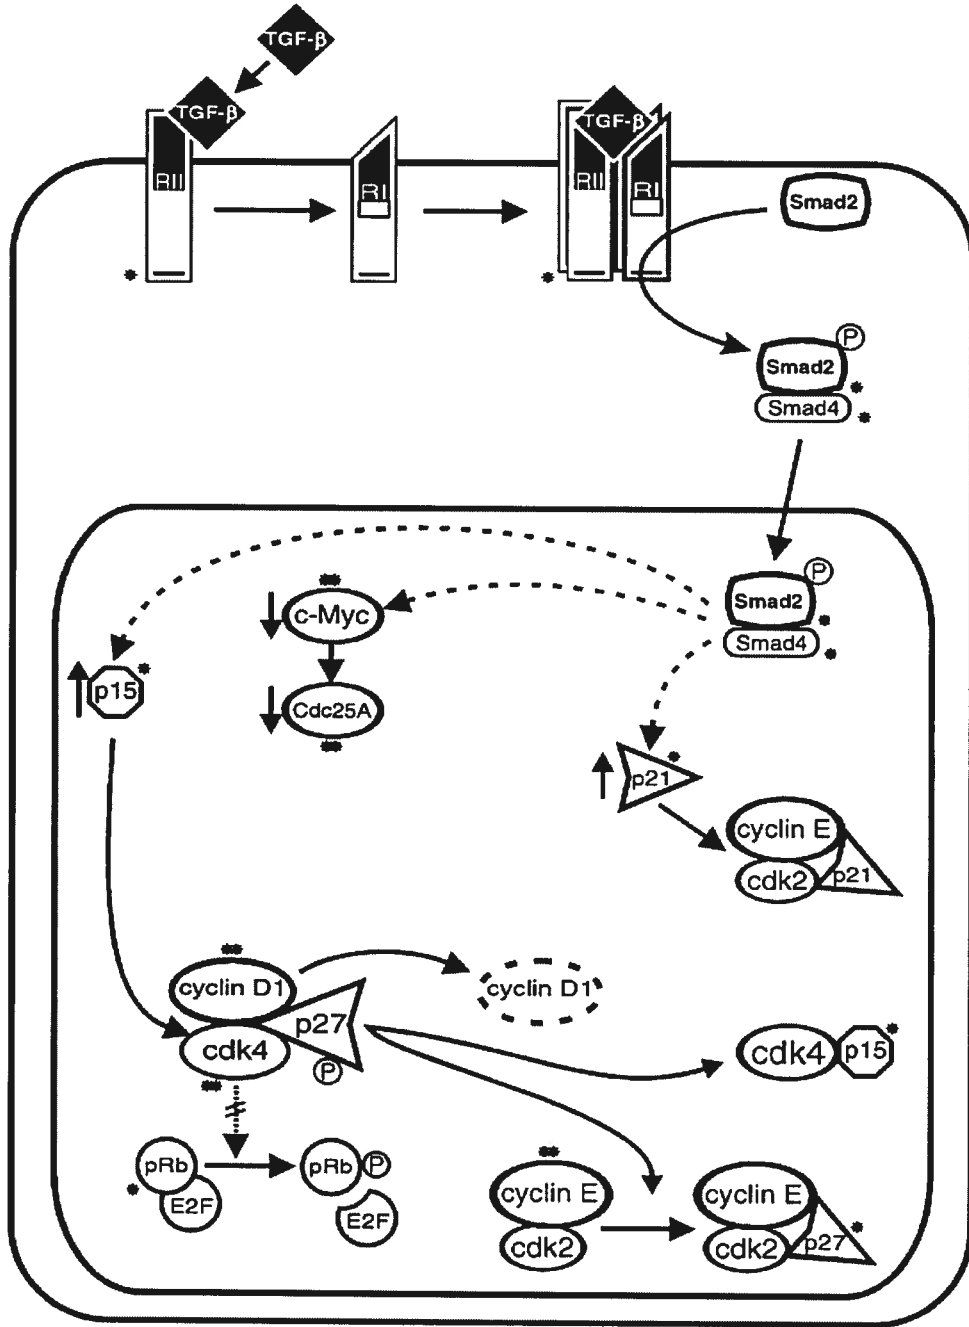 TGF-β
TGF-β
TGF-β
RII
RI
RII
RI
Smad2
*
*
P
Smad2
*
Smad4
*
P
**
Smad2
c-Myc
*
Smad4
*
*
p15
Cdc25A
**
*
p21
cyclin E
cdk2
p21
**
cyclin D1
cyclin D1
p27
*
cdk4
cdk4
p15
P
**
**
pRb
pRb
P
*
E2F
E2F
cyclin E
cyclin E
*
cdk2
cdk2
p27